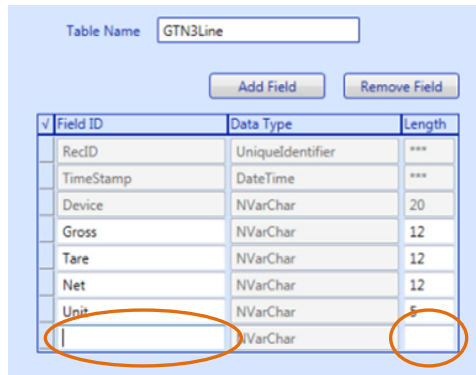 Table Name GTN3Line
Add Field Remove Field
√ Field ID Data Type Length
RecID UniqueIdentifier ***
TimeStamp DateTime ***
Device NVarChar 20
Gross NVarChar 12
Tare NVarChar 12
Net NVarChar 12
Unit NVarChar 5
NVarChar